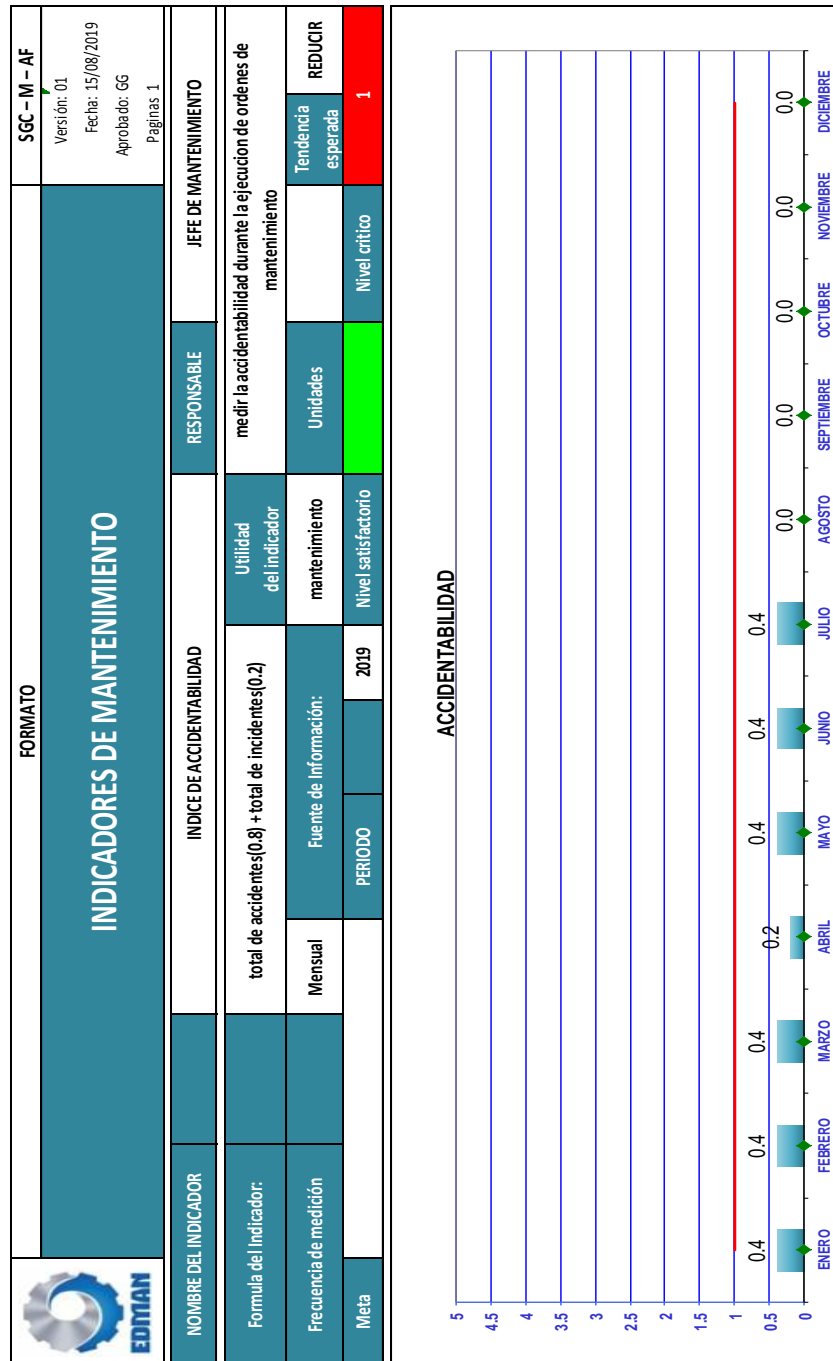 EDMAN
FORMATO
SGC – M – AF
INDICADORES DE MANTENIMIENTO
Versión: 01
Fecha: 15/08/2019
Aprobado: GG
Paginas 1
NOMBRE DEL INDICADOR
INDICE DE ACCIDENTABILIDAD
RESPONSABLE
JEFE DE MANTENIMIENTO
Formula del Indicador:
total de accidentes(0.8) + total de incidentes(0.2)
Utilidad
del indicador
medir la accidentabilidad durante la ejecucion de ordenes de
mantenimiento
Frecuencia de medición
Mensual
Fuente de Información:
mantenimiento
Unidades
Tendencia
esperada
REDUCIR
Meta
PERIODO
2019
Nivel satisfactorio
Nivel critico
1
ACCIDENTABILIDAD
5
4.5
4
3.5
3
2.5
2
1.5
1
0.5
0
0.4
0.4
0.4
0.2
0.4
0.4
0.4
0.0
0.0
0.0
0.0
0.0
ENERO
FEBRERO
MARZO
ABRIL
MAYO
JUNIO
JULIO
AGOSTO
SEPTIEMBRE
OCTUBRE
NOVIEMBRE
DICIEMBRE